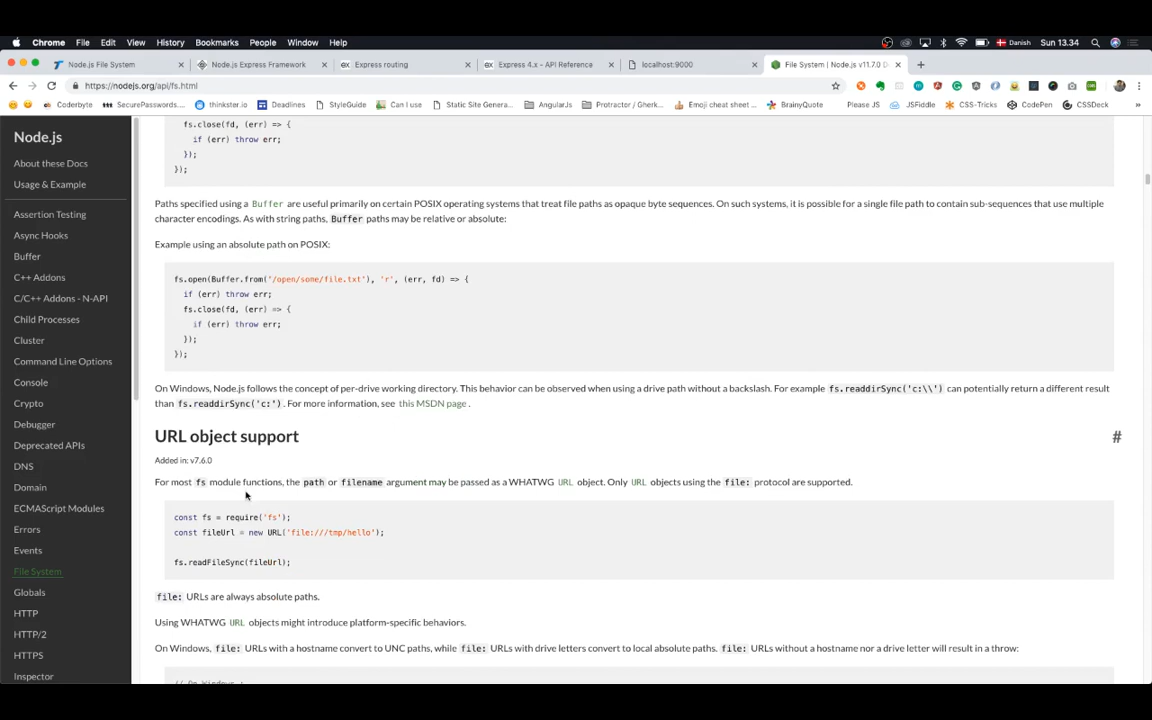 Chrome File Edit View History Bookmarks People Window Help Danish Sun 13.34
Node.js File System Node.js Express Framework Express routing Express 4.x - API Reference localhost:9000 File System | Node.js v11.7.0 D
https://nodejs.org/api/fs.html
Coderbyte SecurePasswords... thinkster.io Deadlines StyleGuide Can I use Static Site Genera... AngularJS Protractor / Gherk... Emoji cheat sheet ... BrainyQuote Please JS JSFiddle CSS-Tricks CodePen CSSDeck
Node.js
About these Docs
Usage & Example
Assertion Testing
Async Hooks
Buffer
C++ Addons
C/C++ Addons - N-API
Child Processes
Cluster
Command Line Options
Console
Crypto
Debugger
Deprecated APIs
DNS
Domain
ECMAScript Modules
Errors
Events
File System
Globals
HTTP
HTTP/2
HTTPS
Inspector
fs.close(fd, (err) => {
if (err) throw err;
});
});
Paths specified using a Buffer are useful primarily on certain POSIX operating systems that treat file paths as opaque byte sequences. On such systems, it is possible for a single file path to contain sub-sequences that use multiple
character encodings. As with string paths, Buffer paths may be relative or absolute:
Example using an absolute path on POSIX:
fs.open(Buffer.from('/open/some/file.txt'), 'r', (err, fd) => {
if (err) throw err;
fs.close(fd, (err) => {
if (err) throw err;
});
});
On Windows, Node.js follows the concept of per-drive working directory. This behavior can be observed when using a drive path without a backslash. For example fs.readdirSync('c:\\') can potentially return a different result
than fs.readdirSync('c:'). For more information, see this MSDN page .
URL object support #
Added in: v7.6.0
For most fs module functions, the path or filename argument may be passed as a WHATWG URL object. Only URL objects using the file: protocol are supported.
const fs = require('fs');
const fileUrl = new URL('file:///tmp/hello');
fs.readFileSync(fileUrl);
file: URLs are always absolute paths.
Using WHATWG URL objects might introduce platform-specific behaviors.
On Windows, file: URLs with a hostname convert to UNC paths, while file: URLs with drive letters convert to local absolute paths. file: URLs without a hostname nor a drive letter will result in a throw:
// On Windows :